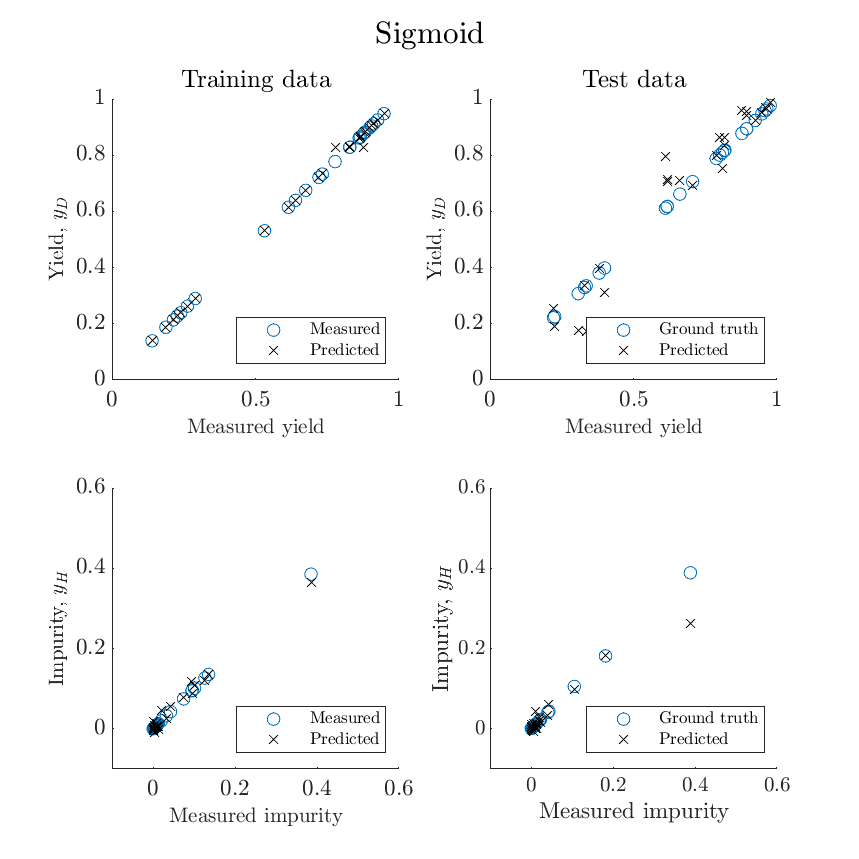 Sigmoid
Training data
1
0.8
0.6
0.4
0.2
0
Yield, y_D
0
0.5
1
Measured yield
Measured
Predicted
Test data
1
0.8
0.6
0.4
0.2
0
Yield, y_D
0
0.5
1
Measured yield
Ground truth
Predicted
0.6
0.4
0.2
0
Impurity, y_H
0
0.2
0.4
0.6
Measured impurity
Measured
Predicted
0.6
0.4
0.2
0
Impurity, y_H
0
0.2
0.4
0.6
Measured impurity
Ground truth
Predicted